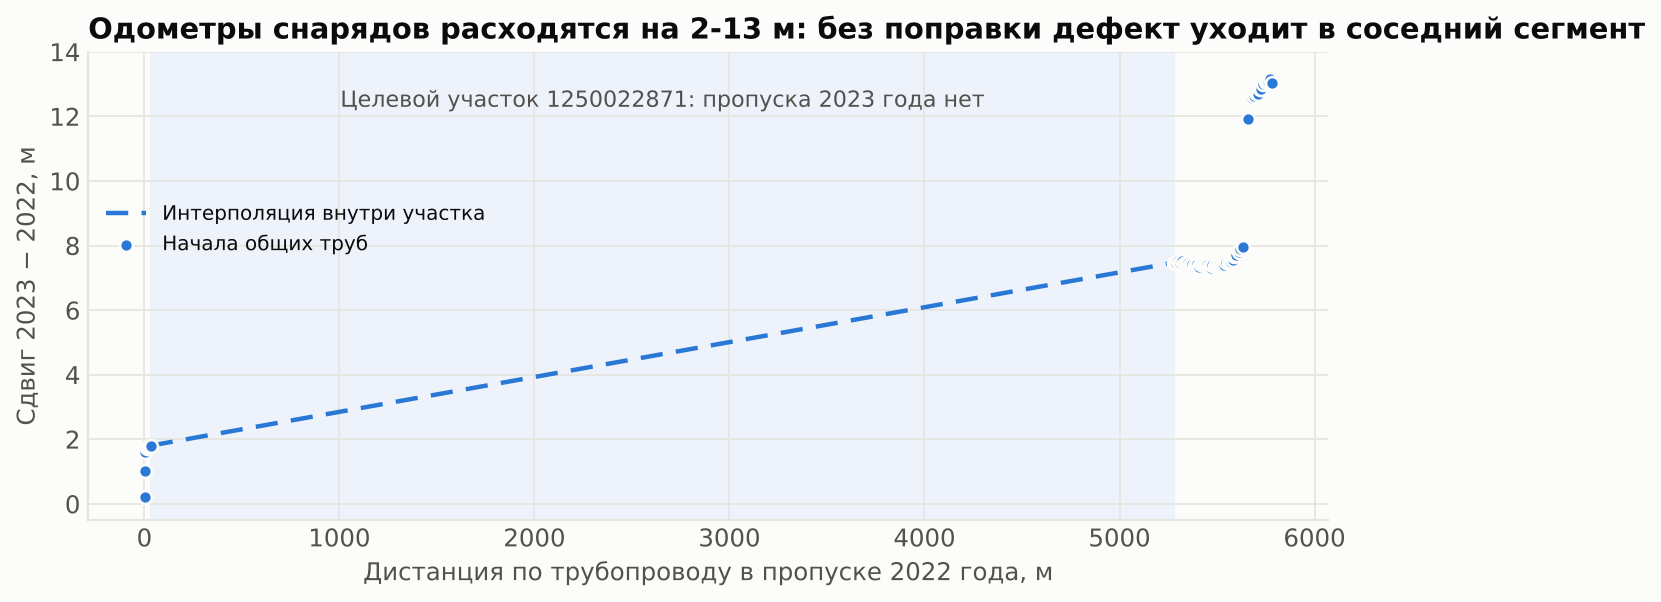 Одометры снарядов расходятся на 2-13 м: без поправки дефект уходит в соседний сегмент
14
12
10
8
6
4
2
0
Сдвиг 2023 − 2022, м
Целевой участок 1250022871: пропуска 2023 года нет
Интерполяция внутри участка
Начала общих труб
0 1000 2000 3000 4000 5000 6000
Дистанция по трубопроводу в пропуске 2022 года, м